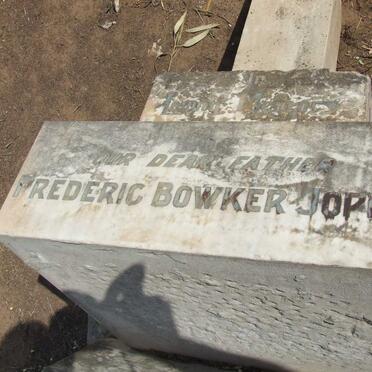 OUR DEAR FATHER
FREDERIC BOWKER JOP